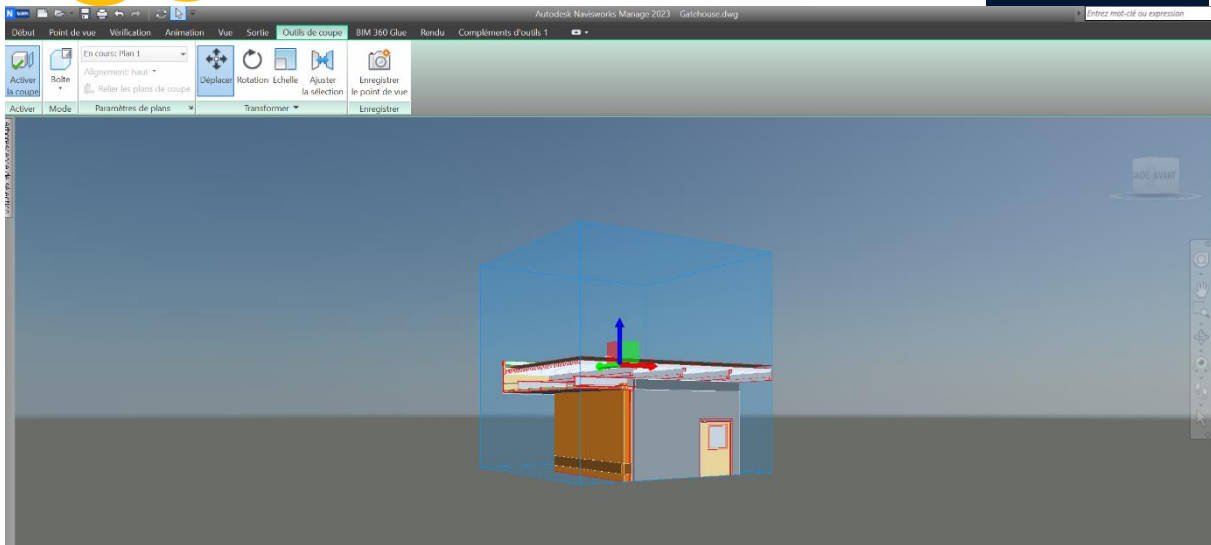 Autodesk Navisworks Manage 2023 Gatehouse.dwg
Entrez mot-clé ou expression
Début Point de vue Vérification Animation Vue Sortie Outils de coupe BIM 360 Glue Rendu Compléments d'outils 1
En cours: Plan 1
Alignement: haut
Relier les plans de coupe
Activer la coupe
Boîte
Déplacer Rotation Echelle Ajuster la sélection
Enregistrer le point de vue
Activer Mode Paramètres de plans Transformer Enregistrer
Arborescence de sélection
AVANT